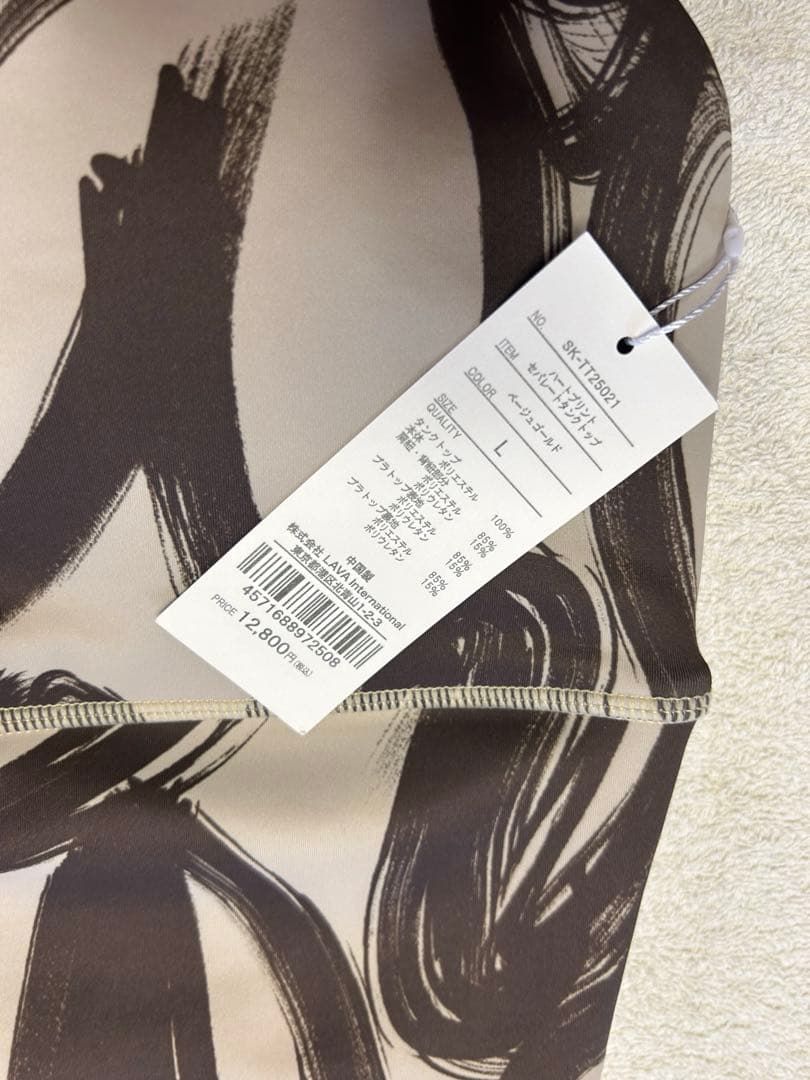 NO. SK-TT25021
ITEM ハートプリント
セパレートタンクトップ
COLOR ベージュゴールド
SIZE L
QUALITY
タンクトップ
本体 ポリエステル 100%
肩紐・背紐部分
ポリエステル 85%
ポリウレタン 15%
ブラトップ表地
ポリエステル 85%
ポリウレタン 15%
ブラトップ裏地
ポリエステル 85%
ポリウレタン 15%
中国製
株式会社 LAVA International
東京都港区北青山1-2-3
4571688972508
PRICE 12,800円(税込)